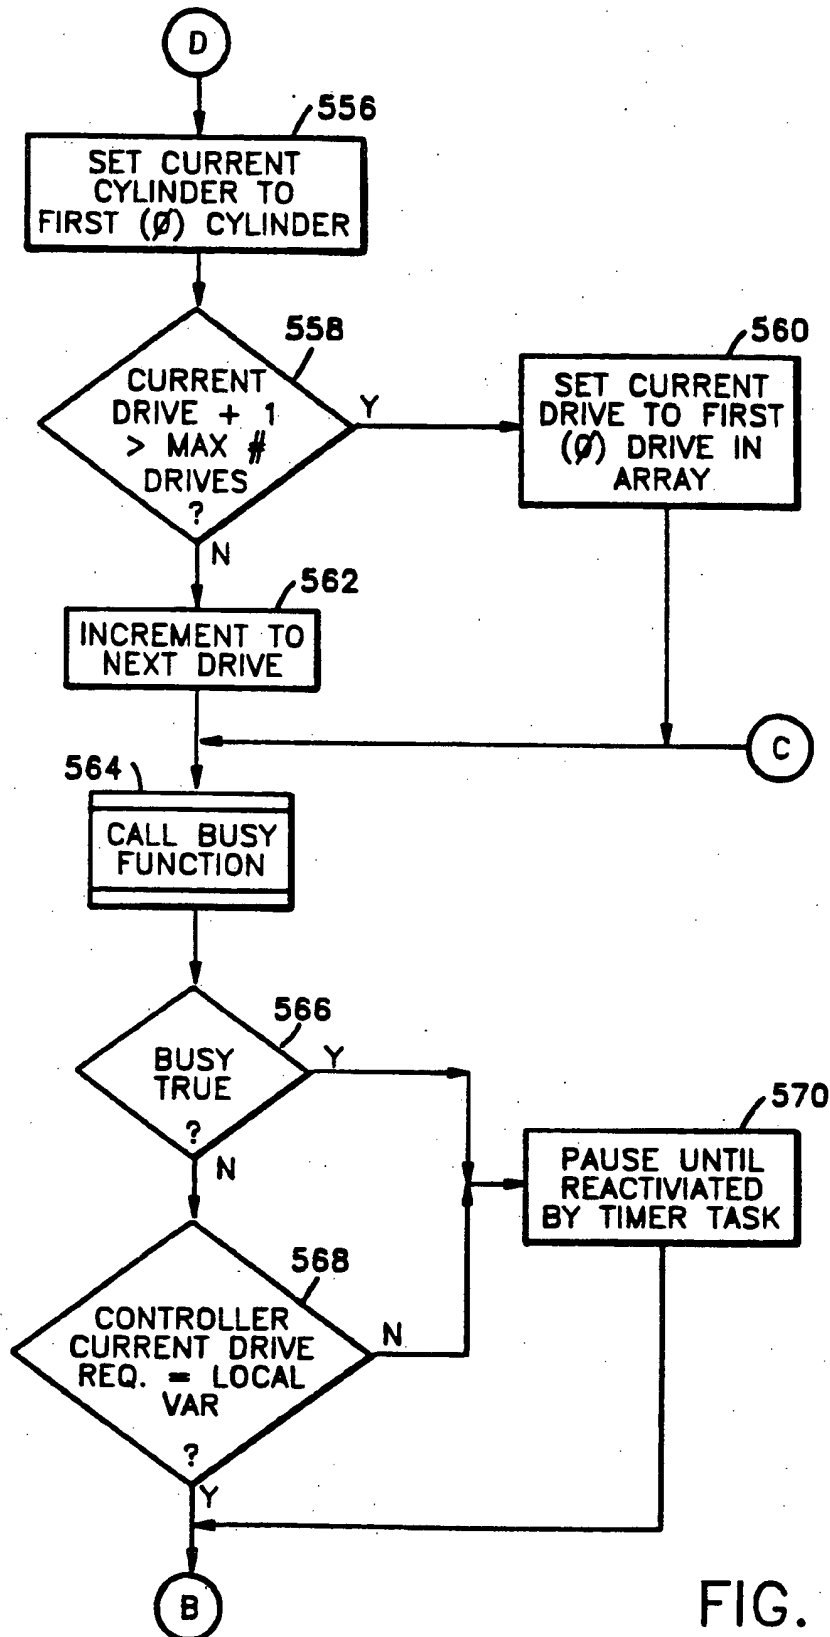 D
556
SET CURRENT
CYLINDER TO
FIRST (Ø) CYLINDER
558
CURRENT
DRIVE + 1
> MAX #
DRIVES
?
Y
N
560
SET CURRENT
DRIVE TO FIRST
(Ø) DRIVE IN
ARRAY
562
INCREMENT TO
NEXT DRIVE
C
564
CALL BUSY
FUNCTION
566
BUSY
TRUE
?
Y
N
570
PAUSE UNTIL
REACTIVIATED
BY TIMER TASK
568
CONTROLLER
CURRENT DRIVE
REQ. = LOCAL
VAR
?
N
Y
B
FIG.